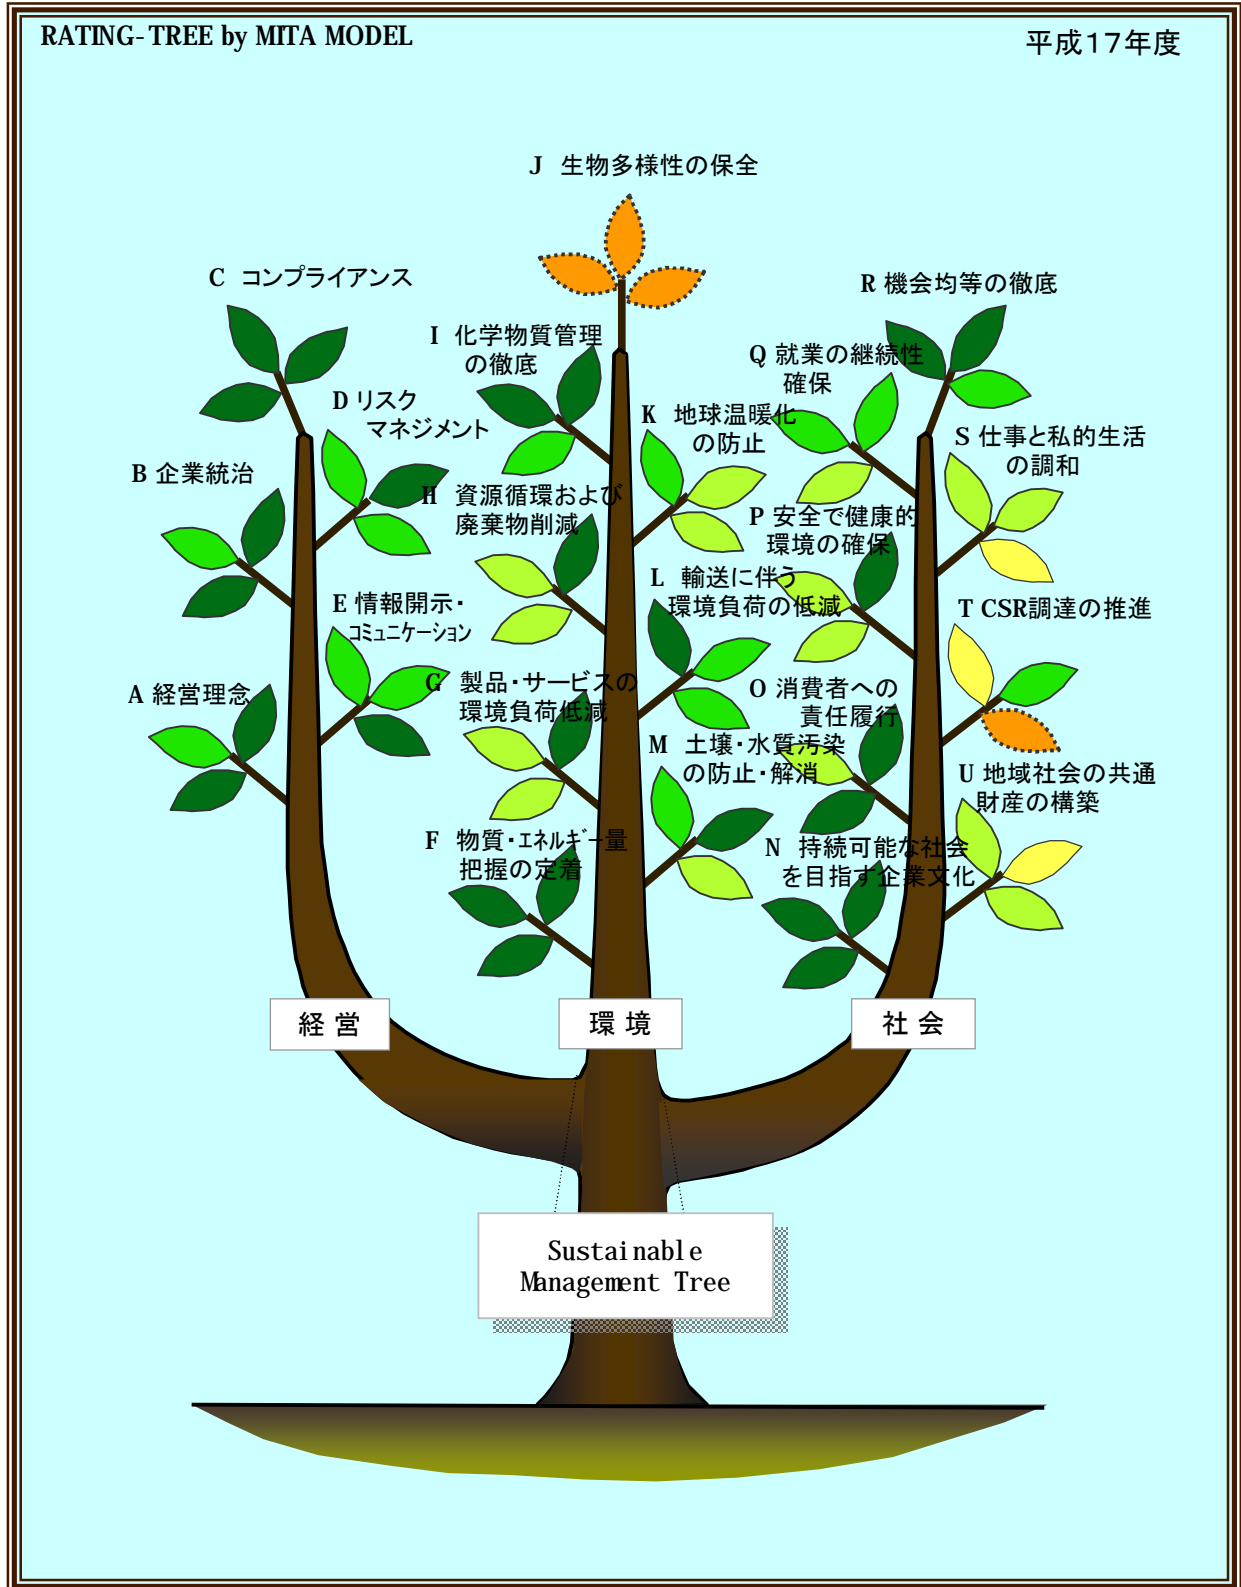 RATING-TREE by MITA MODEL
平成17年度
J 生物多様性の保全
C コンプライアンス
R 機会均等の徹底
I 化学物質管理
の徹底
Q 就業の継続性
確保
D リスク
マネジメント
K 地球温暖化
の防止
S 仕事と私的生活
の調和
B 企業統治
H 資源循環および
廃棄物削減
P 安全で健康的
環境の確保
L 輸送に伴う
環境負荷の低減
E 情報開示・
ｺﾐｭﾆｹｰｼｮﾝ
T CSR調達の推進
A 経営理念
G 製品・サービスの
環境負荷低減
O 消費者への
責任履行
M 土壌・水質汚染
の防止・解消
U 地域社会の共通
財産の構築
F 物質・ｴﾈﾙｷﾞｰ量
把握の定着
N 持続可能な社会
を目指す企業文化
経 営
環 境
社 会
Sustainable
Management Tree